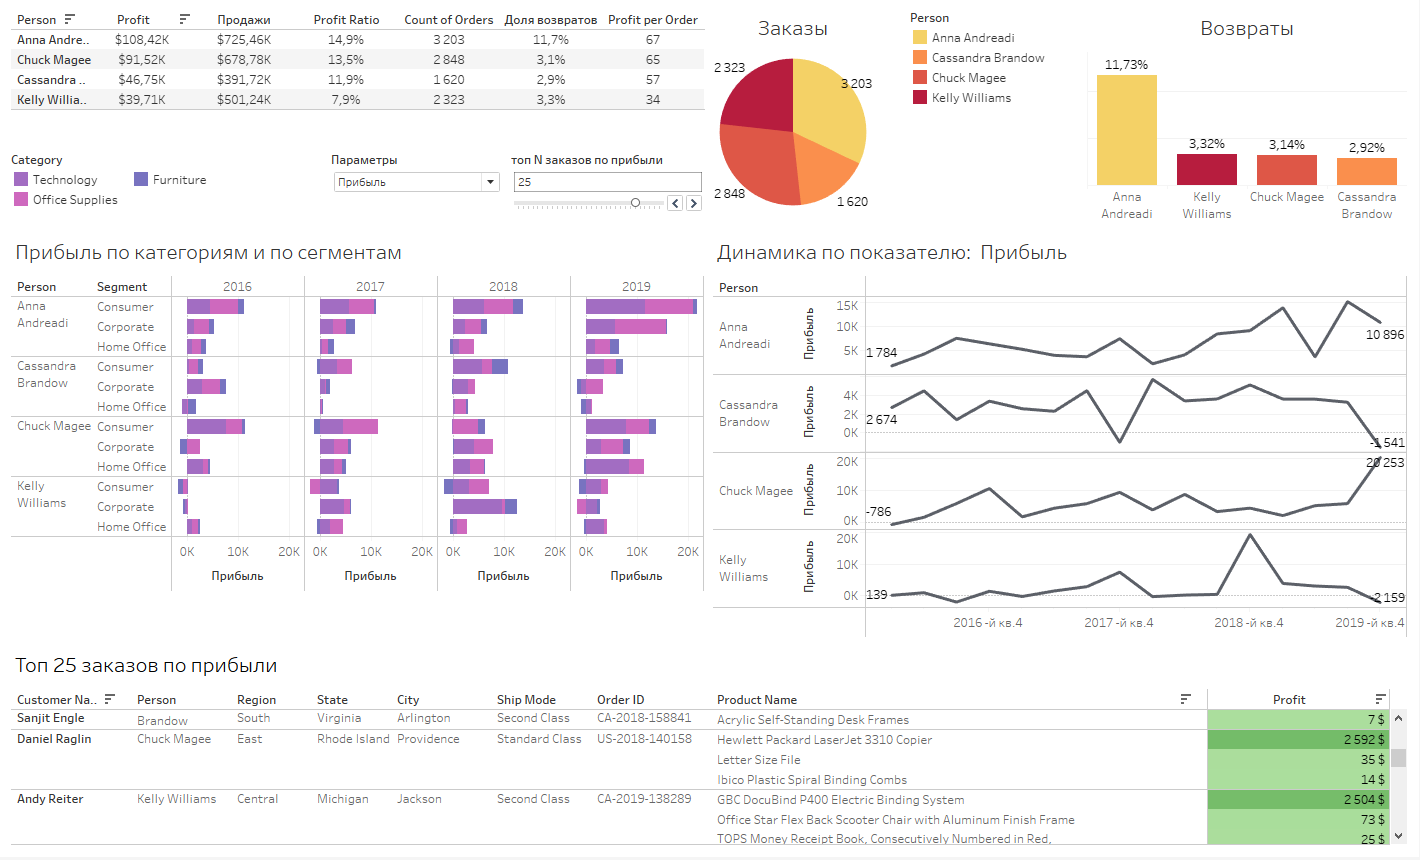 Person Profit Продажи Profit Ratio Count of Orders Доля возвратов Profit per Order
Anna Andre.. $108,42K $725,46K 14,9% 3 203 11,7% 67
Chuck Magee $91,52K $678,78K 13,5% 2 848 3,1% 65
Cassandra .. $46,75K $391,72K 11,9% 1 620 2,9% 57
Kelly Willia.. $39,71K $501,24K 7,9% 2 323 3,3% 34
Category
Technology Furniture
Office Supplies
Параметры
Прибыль
топ N заказов по прибыли
25
Заказы
2 323
3 203
2 848
1 620
Person
Anna Andreadi
Cassandra Brandow
Chuck Magee
Kelly Williams
Возвраты
11,73%
3,32%
3,14%
2,92%
Anna Andreadi
Kelly Williams
Chuck Magee
Cassandra Brandow
Прибыль по категориям и по сегментам
Person Segment 2016 2017 2018 2019
Anna Andreadi
Consumer
Corporate
Home Office
Cassandra Brandow
Consumer
Corporate
Home Office
Chuck Magee
Consumer
Corporate
Home Office
Kelly Williams
Consumer
Corporate
Home Office
0K 10K 20K 0K 10K 20K 0K 10K 20K 0K 10K 20K
Прибыль Прибыль Прибыль Прибыль
Динамика по показателю: Прибыль
Person
Anna Andreadi
Прибыль
15K
10K
5K
1 784
10 896
Cassandra Brandow
Прибыль
4K
2K
0K
2 674
-1 541
Chuck Magee
Прибыль
20K
10K
0K
-786
20 253
Kelly Williams
Прибыль
20K
10K
0K
139
-2 159
2016 -й кв.4 2017 -й кв.4 2018 -й кв.4 2019 -й кв.4
Топ 25 заказов по прибыли
Customer Na.. Person Region State City Ship Mode Order ID Product Name Profit
Sanjit Engle Brandow South Virginia Arlington Second Class CA-2018-158841 Acrylic Self-Standing Desk Frames 7 $
Daniel Raglin Chuck Magee East Rhode Island Providence Standard Class US-2018-140158 Hewlett Packard LaserJet 3310 Copier 2 592 $
Letter Size File 35 $
Ibico Plastic Spiral Binding Combs 14 $
Andy Reiter Kelly Williams Central Michigan Jackson Second Class CA-2019-138289 GBC DocuBind P400 Electric Binding System 2 504 $
Office Star Flex Back Scooter Chair with Aluminum Finish Frame 73 $
TOPS Money Receipt Book, Consecutively Numbered in Red, 25 $